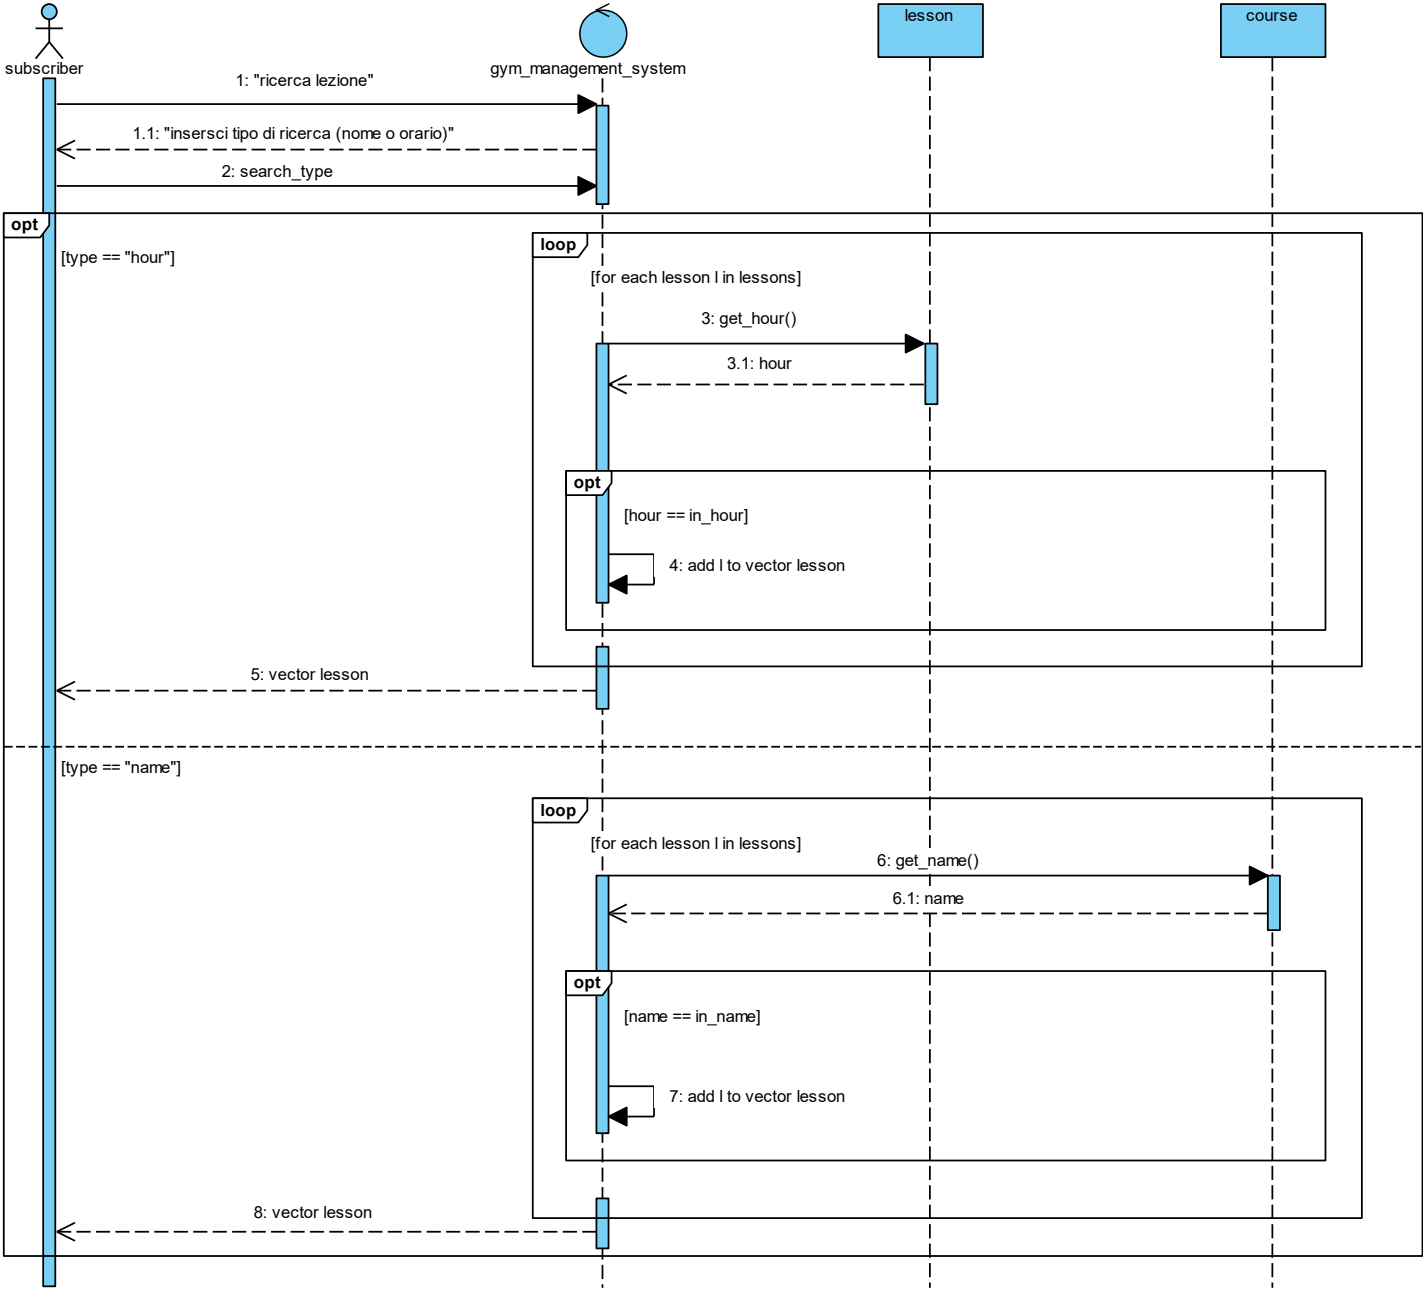 subscriber
gym_management_system
lesson
course
1: "ricerca lezione"
1.1: "insersci tipo di ricerca (nome o orario)"
2: search_type
opt
[type == "hour"]
loop
[for each lesson l in lessons]
3: get_hour()
3.1: hour
opt
[hour == in_hour]
4: add l to vector lesson
5: vector lesson
[type == "name"]
loop
[for each lesson l in lessons]
6: get_name()
6.1: name
opt
[name == in_name]
7: add l to vector lesson
8: vector lesson